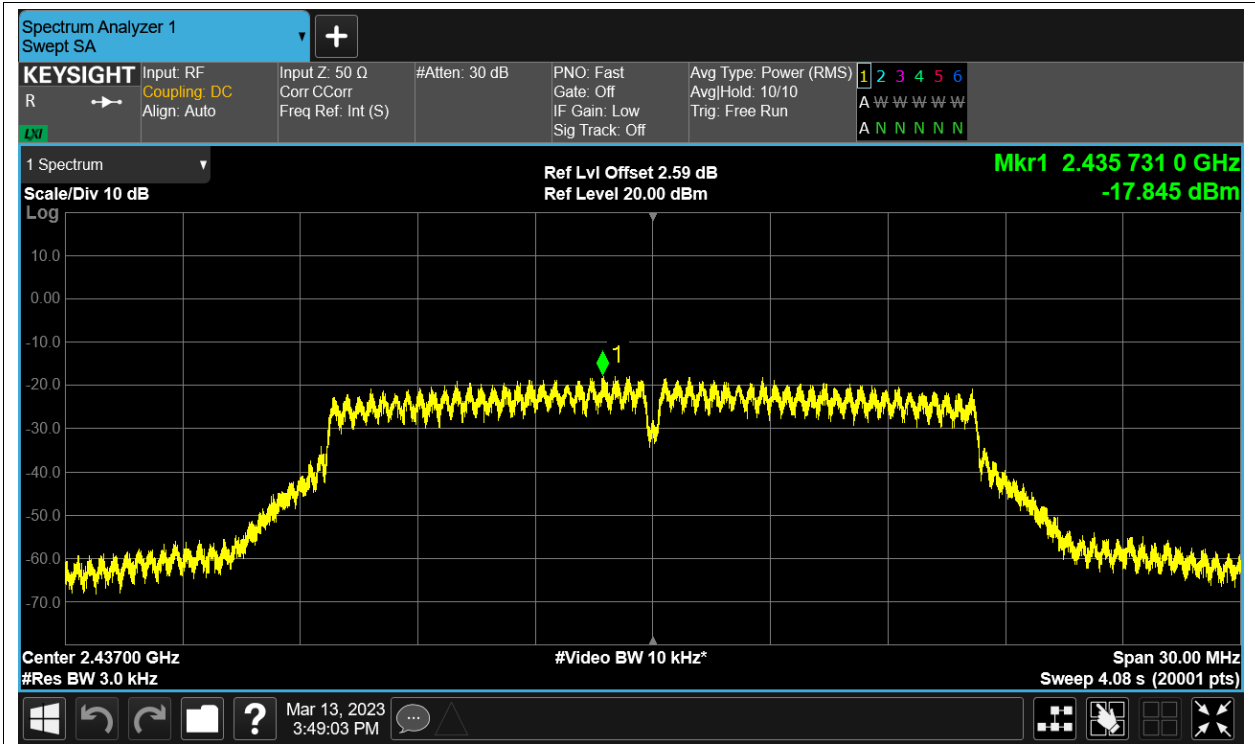 Spectrum Analyzer 1
Swept SA
KEYSIGHT
R
LXI
Input: RF
Coupling: DC
Align: Auto
Input Z: 50 Ω
Corr CCorr
Freq Ref: Int (S)
#Atten: 30 dB
PNO: Fast
Gate: Off
IF Gain: Low
Sig Track: Off
Avg Type: Power (RMS)
Avg|Hold: 10/10
Trig: Free Run
1 2 3 4 5 6
A W W W W W
A N N N N N
1 Spectrum
Scale/Div 10 dB
Log
Ref Lvl Offset 2.59 dB
Ref Level 20.00 dBm
Mkr1 2.435 731 0 GHz
-17.845 dBm
10.0
0.00
-10.0
1
-20.0
-30.0
-40.0
-50.0
-60.0
-70.0
Center 2.43700 GHz
#Res BW 3.0 kHz
#Video BW 10 kHz*
Span 30.00 MHz
Sweep 4.08 s (20001 pts)
?
Mar 13, 2023
3:49:03 PM